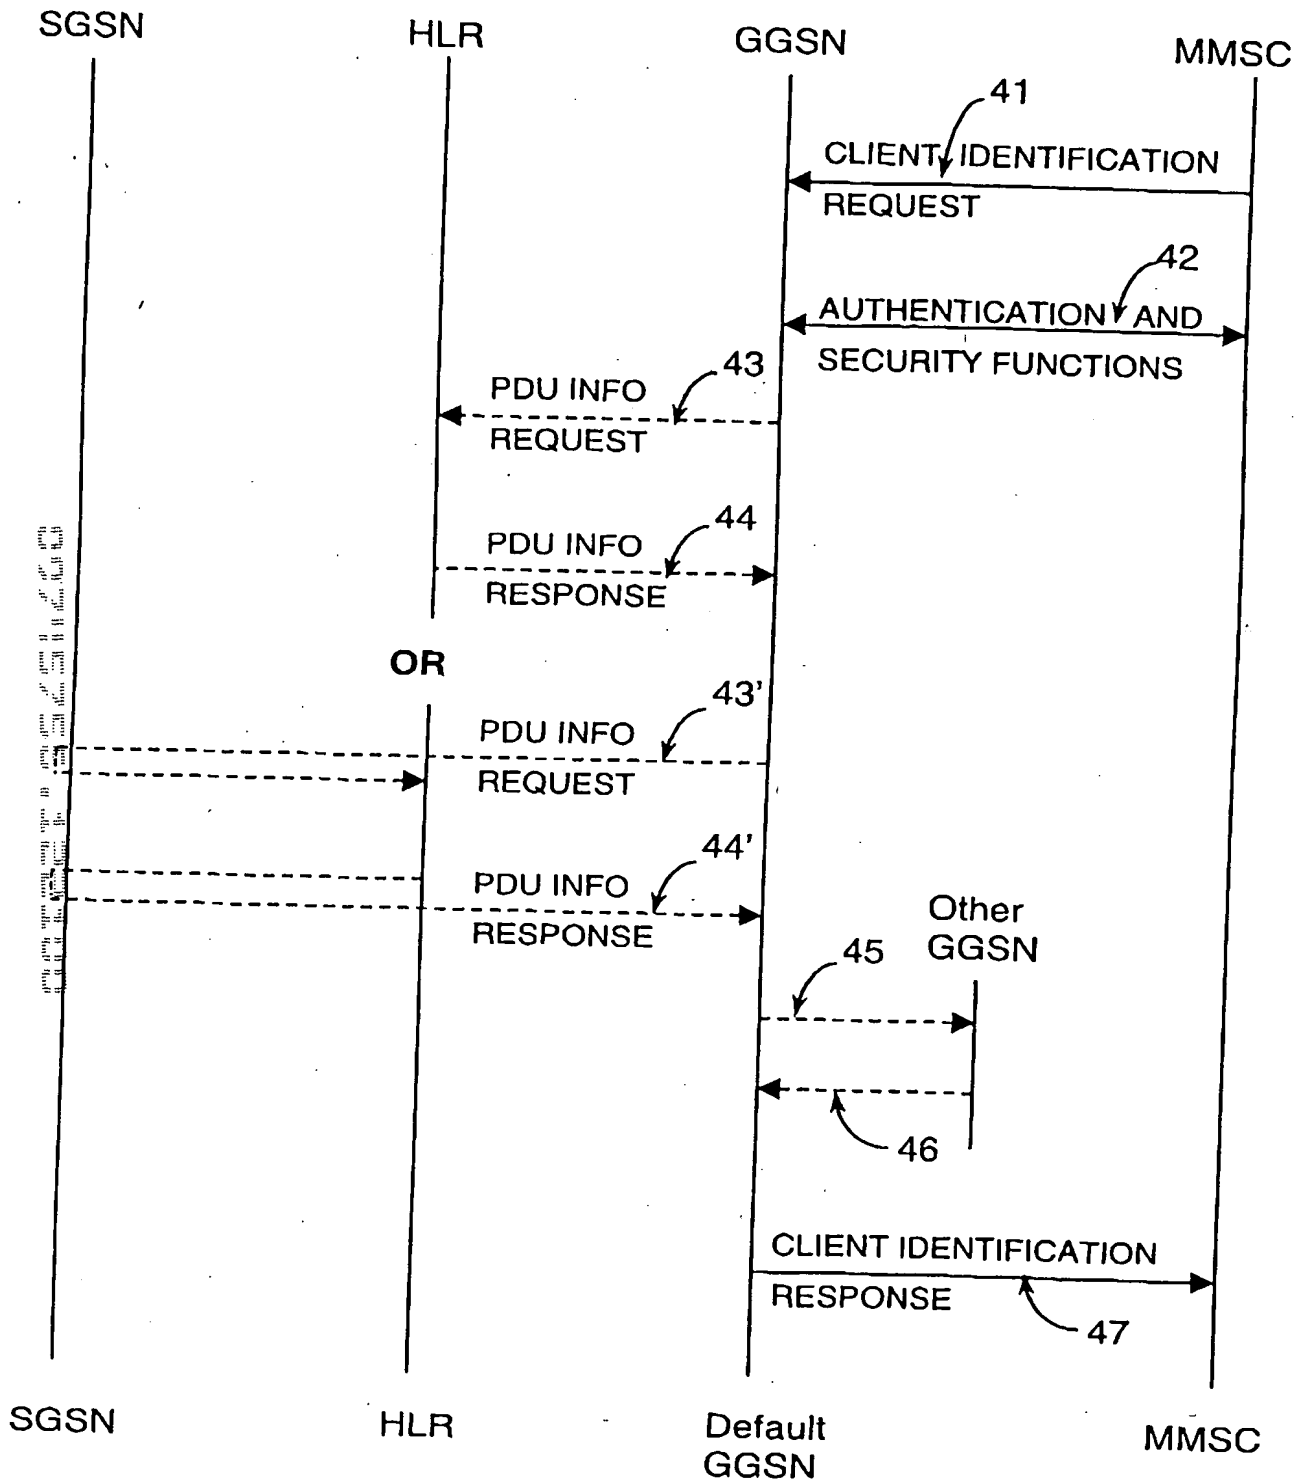 SGSN
HLR
GGSN
MMSC
41
CLIENT IDENTIFICATION
REQUEST
42
AUTHENTICATION AND
SECURITY FUNCTIONS
43
PDU INFO
REQUEST
44
PDU INFO
RESPONSE
OR
43'
PDU INFO
REQUEST
44'
PDU INFO
RESPONSE
Other
GGSN
45
46
CLIENT IDENTIFICATION
RESPONSE
47
SGSN
HLR
Default
GGSN
MMSC